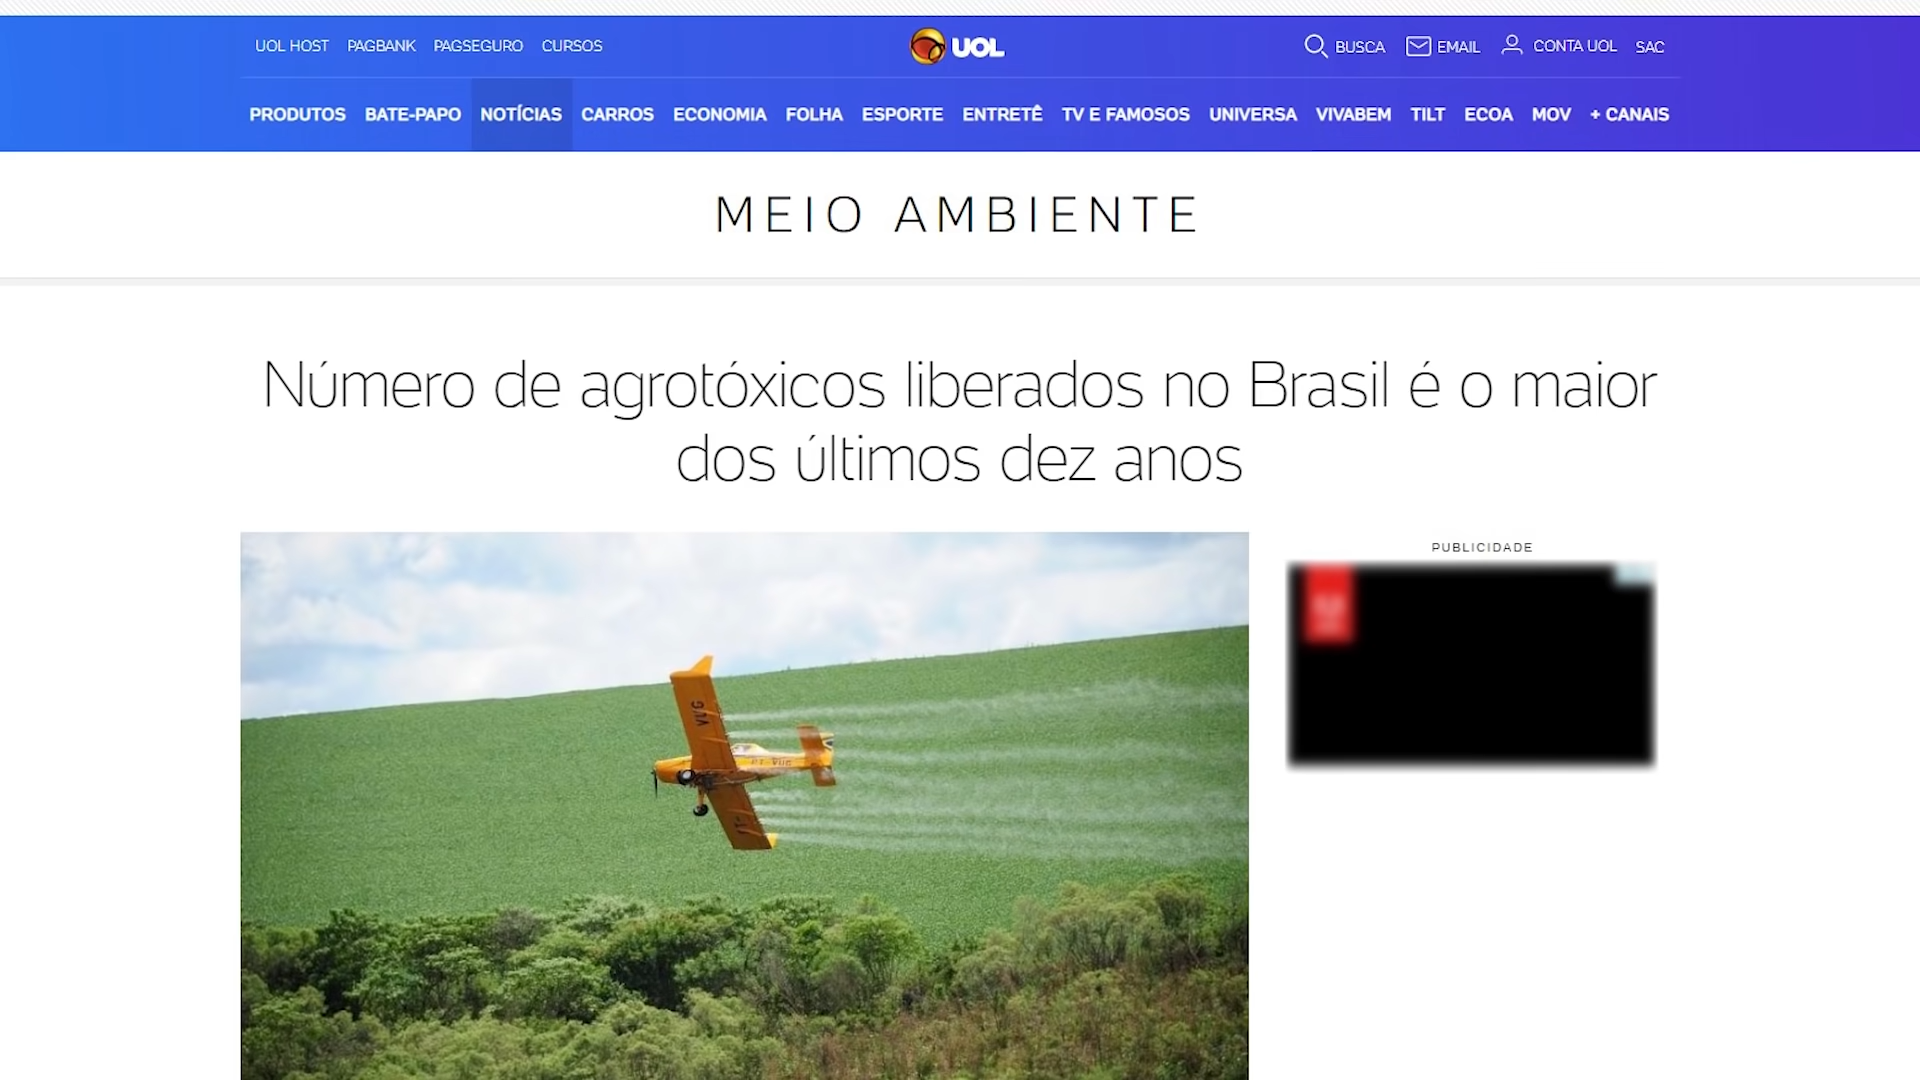 UOL HOST PAGBANK PAGSEGURO CURSOS UOL BUSCA EMAIL CONTA UOL SAC
PRODUTOS BATE-PAPO NOTÍCIAS CARROS ECONOMIA FOLHA ESPORTE ENTRETÊ TV E FAMOSOS UNIVERSA VIVABEM TILT ECOA MOV + CANAIS
MEIO AMBIENTE
Número de agrotóxicos liberados no Brasil é o maior
dos últimos dez anos
PUBLICIDADE
VUG